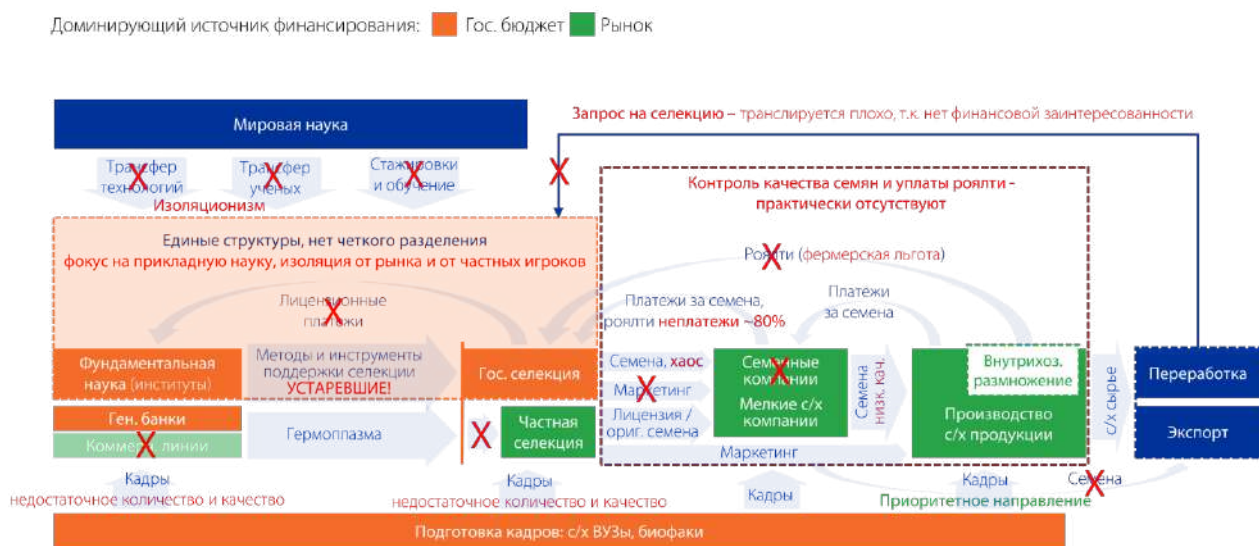 Доминирующий источник финансирования: Гос. бюджет Рынок
Запрос на селекцию – транслируется плохо, т.к. нет финансовой заинтересованности
Мировая наука
Трансфер
технологий
Трансфер
ученых
Стажировки
и обучение
Изоляционизм
Контроль качества семян и уплаты роялти -
практически отсутствуют
Единые структуры, нет четкого разделения
фокус на прикладную науку, изоляция от рынка и от частных игроков
Роялти (фермерская льгота)
Лицензионные
платежи
Платежи за семена,
роялти неплатежи ~80%
Платежи
за семена
Фундаментальная
наука (институты)
Методы и инструменты
поддержки селекции
УСТАРЕВШИЕ!
Гос. селекция
Семена, хаос
Маркетинг
Лицензия /
ориг. семена
Семенные
компании
Мелкие с/х
компании
Семена
низк. кач.
Внутрихоз.
размножение
Производство
с/х продукции
с/х сырье
Переработка
Экспорт
Ген. банки
Коммерч. линии
Гермоплазма
Частная
селекция
Маркетинг
Кадры
недостаточное количество и качество
Кадры
недостаточное количество и качество
Кадры
Кадры
Приоритетное направление
Семена
Подготовка кадров: с/х ВУЗы, биофаки